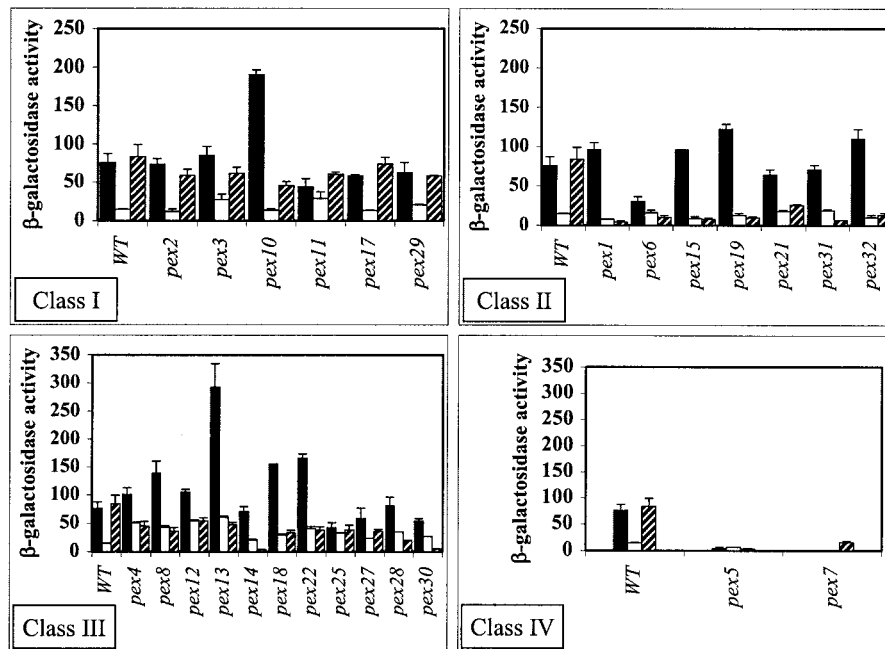 β-galactosidase activity
250
200
150
100
50
0
WT
pex2
pex3
pex10
pex11
pex17
pex29
Class I
β-galactosidase activity
250
200
150
100
50
0
WT
pex1
pex6
pex15
pex19
pex21
pex31
pex32
Class II
β-galactosidase activity
350
300
250
200
150
100
50
0
WT
pex4
pex8
pex12
pex13
pex14
pex18
pex22
pex25
pex27
pex28
pex30
Class III
β-galactosidase activity
350
300
250
200
150
100
50
0
WT
pex5
pex7
Class IV